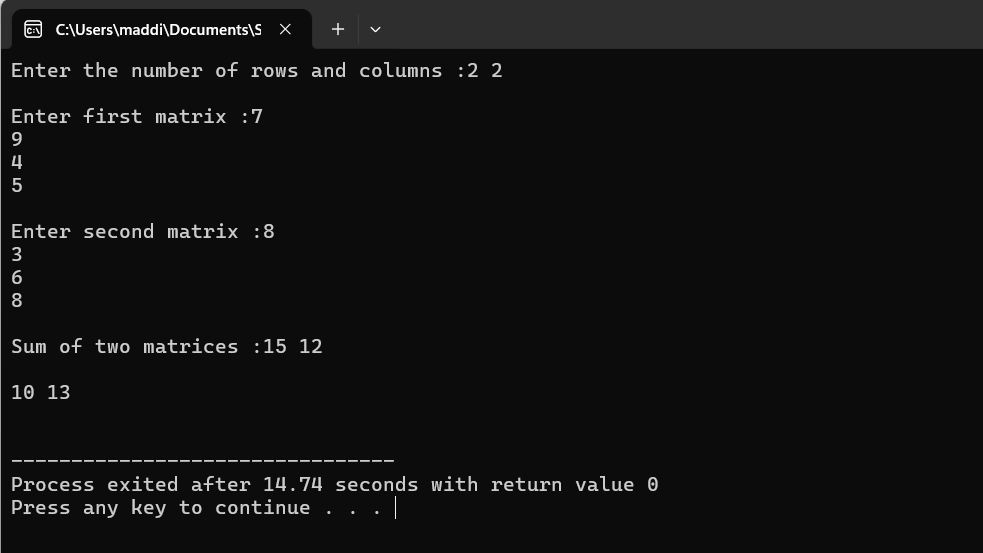 C:\Users\maddi\Documents\S
Enter the number of rows and columns :2 2
Enter first matrix :7
9
4
5
Enter second matrix :8
3
6
8
Sum of two matrices :15 12
10 13
--------------------------------
Process exited after 14.74 seconds with return value 0
Press any key to continue . . .